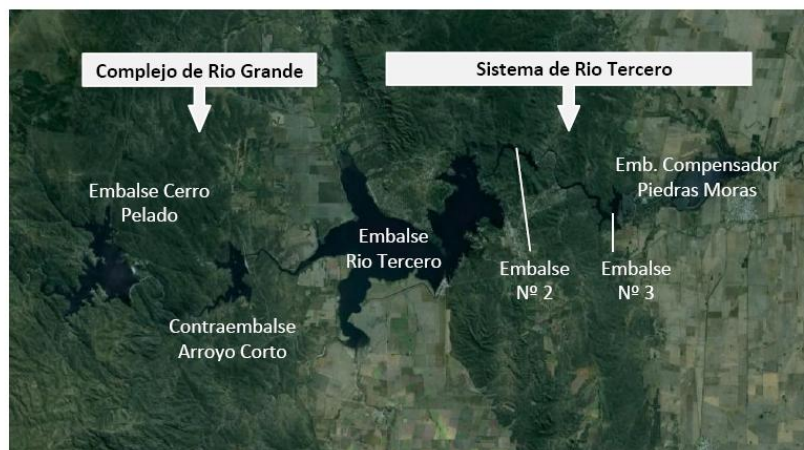 Complejo de Rio Grande
Sistema de Rio Tercero
Embalse Cerro
Pelado
Contraembalse
Arroyo Corto
Embalse
Rio Tercero
Embalse
Nº 2
Embalse
Nº 3
Emb. Compensador
Piedras Moras